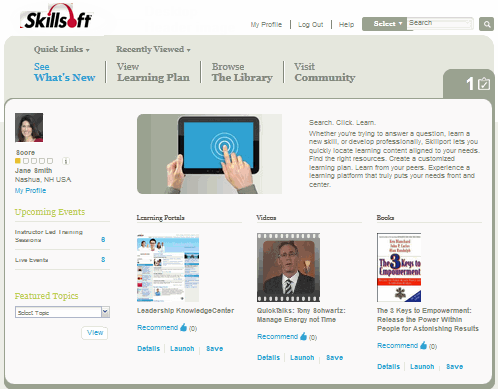 Skillsoft
My Profile | Log Out | Help
Select
Search
Quick Links
Recently Viewed
See
What's New
View
Learning Plan
Browse
The Library
Visit
Community
1
Score
Jane Smith
Nashua, NH USA
My Profile
Search. Click. Learn.
Whether you're trying to answer a question, learn a
new skill, or develop professionally, Skillport lets you
quickly locate learning content aligned to your needs.
Find the right resources. Create a customized
learning plan. Learn from your peers. Experience a
learning platform that truly puts your needs front and
center.
Upcoming Events
Instructor Led Training
Sessions 6
Live Events 8
Featured Topics
Select Topic
View
Learning Portals
Leadership KnowledgeCenter
Recommend (0)
Details | Launch | Save
Videos
QuickTalks: Tony Schwartz:
Manage Energy not Time
Recommend (0)
Details | Launch | Save
Books
The 3 Keys to
Empowerment
The 3 Keys to Empowerment:
Release the Power Within
People for Astonishing Results
Recommend (0)
Details | Launch | Save